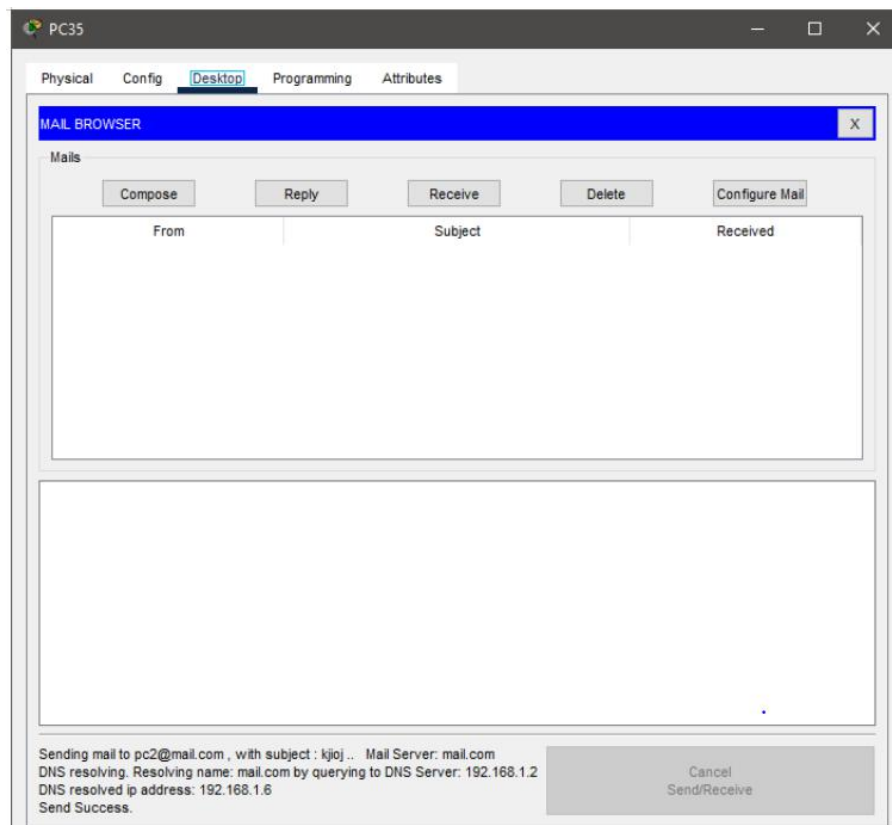 PC35
Physical Config Desktop Programming Attributes
MAIL BROWSER X
Mails
Compose Reply Receive Delete Configure Mail
From Subject Received
Sending mail to pc2@mail.com , with subject : kjioj .. Mail Server: mail.com
DNS resolving. Resolving name: mail.com by querying to DNS Server: 192.168.1.2
DNS resolved ip address: 192.168.1.6
Send Success.
Cancel
Send/Receive